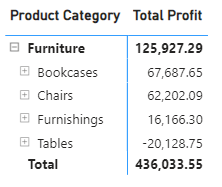 Product Category Total Profit
Furniture 125,927.29
Bookcases 67,687.65
Chairs 62,202.09
Furnishings 16,166.30
Tables -20,128.75
Total 436,033.55